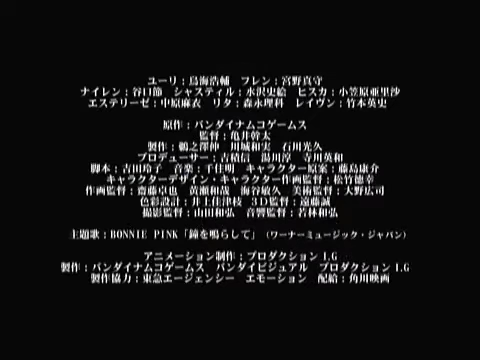 ユーリ：鳥海浩輔　フレン：宮野真守
ナイレン：谷口節　シャスティル：水沢史絵　ヒスカ：小笠原亜里沙
エステリーゼ：中原麻衣　リタ：森永理科　レイヴン：竹本英史
原作：バンダイナムコゲームス
監督：亀井幹太
製作：鵜之澤伸　川城和実　石川光久
プロデューサー：吉積信　湯川淳　寺川英和
脚本：吉田玲子　音楽：千住明　キャラクター原案：藤島康介
キャラクターデザイン・キャラクター作画監督：松竹徳幸
作画監督：齋藤卓也　黄瀬和哉　海谷敏久　美術監督：大野広司
色彩設計：井上佳津枝　3D監督：遠藤誠
撮影監督：山田和弘　音響監督：若林和弘
主題歌：BONNIE PINK「鐘を鳴らして」（ワーナーミュージック・ジャパン）
アニメーション制作：プロダクション I.G
製作：バンダイナムコゲームス　バンダイビジュアル　プロダクション I.G
製作協力：東急エージェンシー　エモーション　配給：角川映画